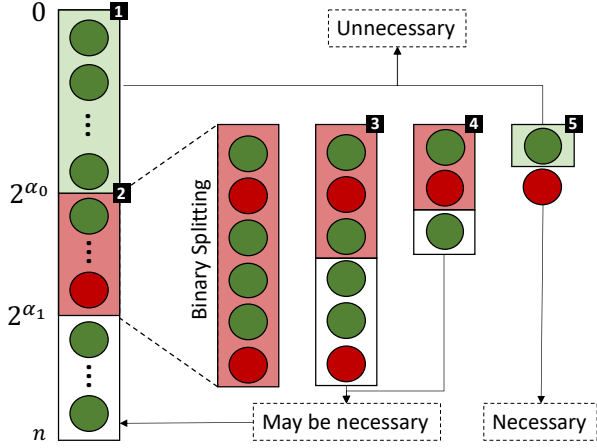 0
1
Unnecessary
3
4
5
2^{α_0}
2
Binary Splitting
2^{α_1}
n
May be necessary
Necessary